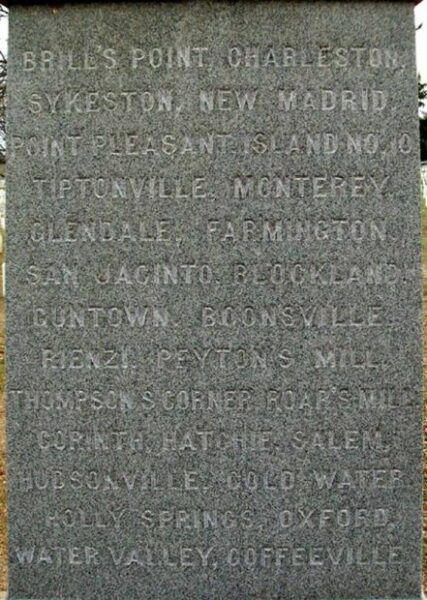 BRILL'S POINT, CHARLESTON,
SYKESTON, NEW MADRID,
POINT PLEASANT, ISLAND NO. 10
TIPTONVILLE, MONTEREY,
GLENDALE, FARMINGTON,
SAN JACINTO, BLOCKLAND,
GUNTOWN, BOONSVILLE,
RIENZI, PEYTON'S MILL,
THOMPSON'S CORNER, ROAR'S MILL
CORINTH, HATCHIE, SALEM,
HUDSONVILLE, COLD WATER,
HOLLY SPRINGS, OXFORD,
WATER VALLEY, COFFEEVILLE